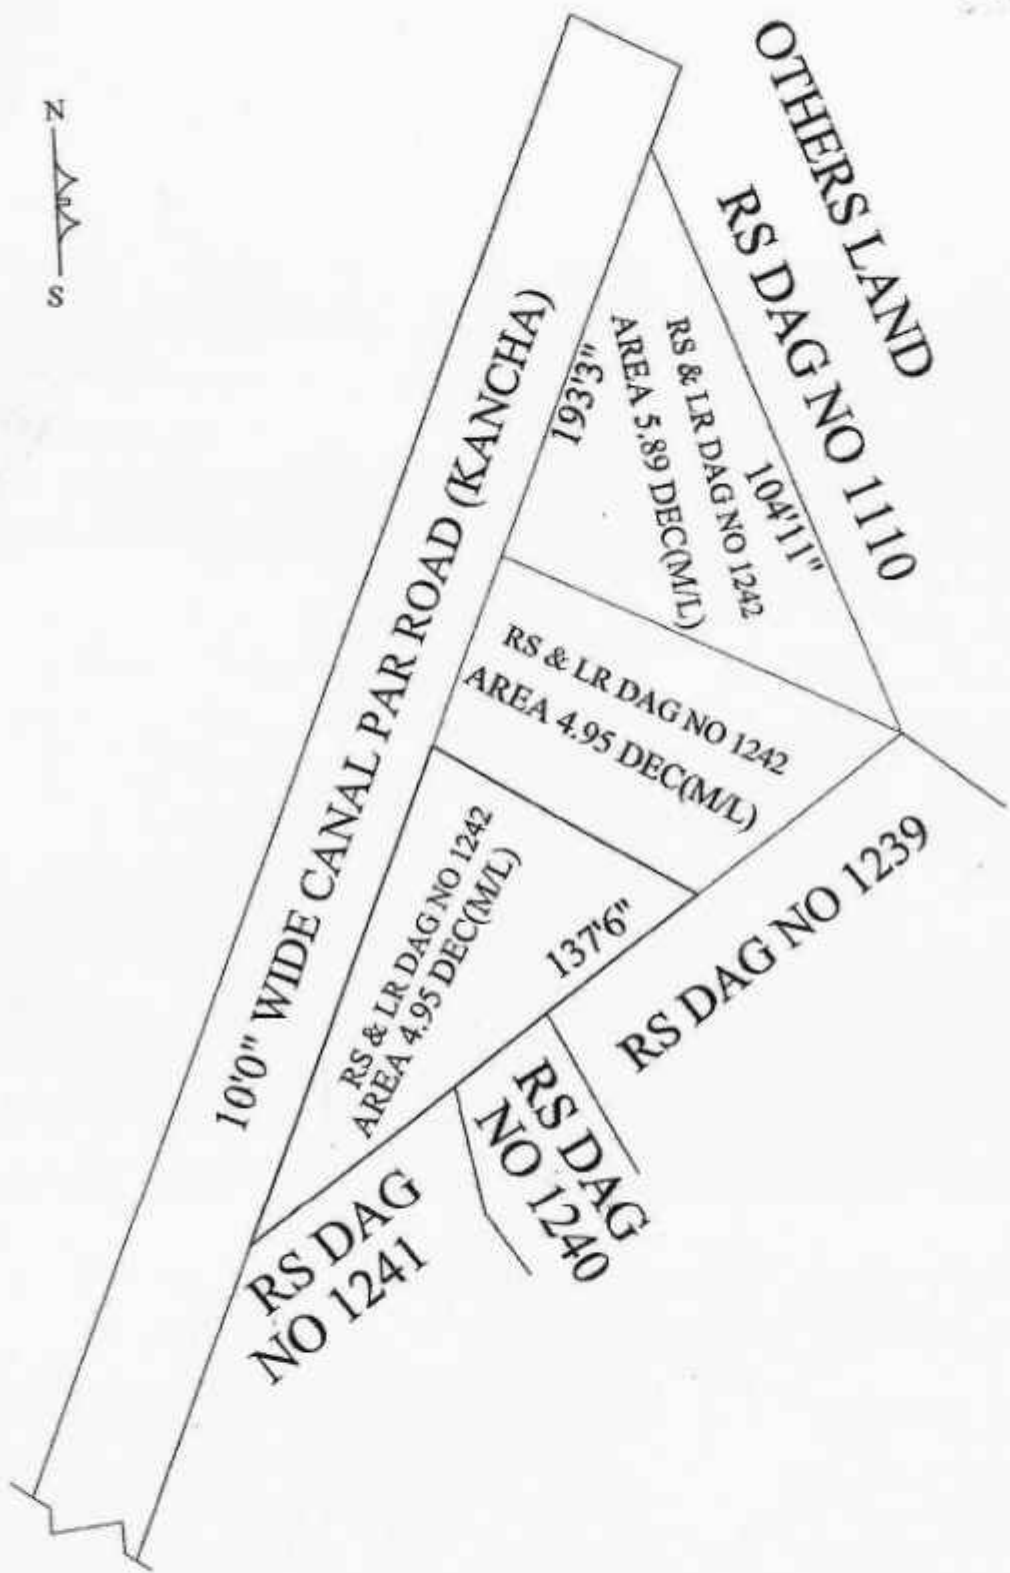 N
S
OTHERS LAND
RS DAG NO 1110
104'11"
RS & LR DAG NO 1242
AREA 5.89 DEC(M/L)
193'3"
10'0" WIDE CANAL PAR ROAD (KANCHA)
RS & LR DAG NO 1242
AREA 4.95 DEC(M/L)
RS & LR DAG NO 1242
AREA 4.95 DEC(M/L)
137'6"
RS DAG NO 1239
RS DAG
NO 1240
RS DAG
NO 1241